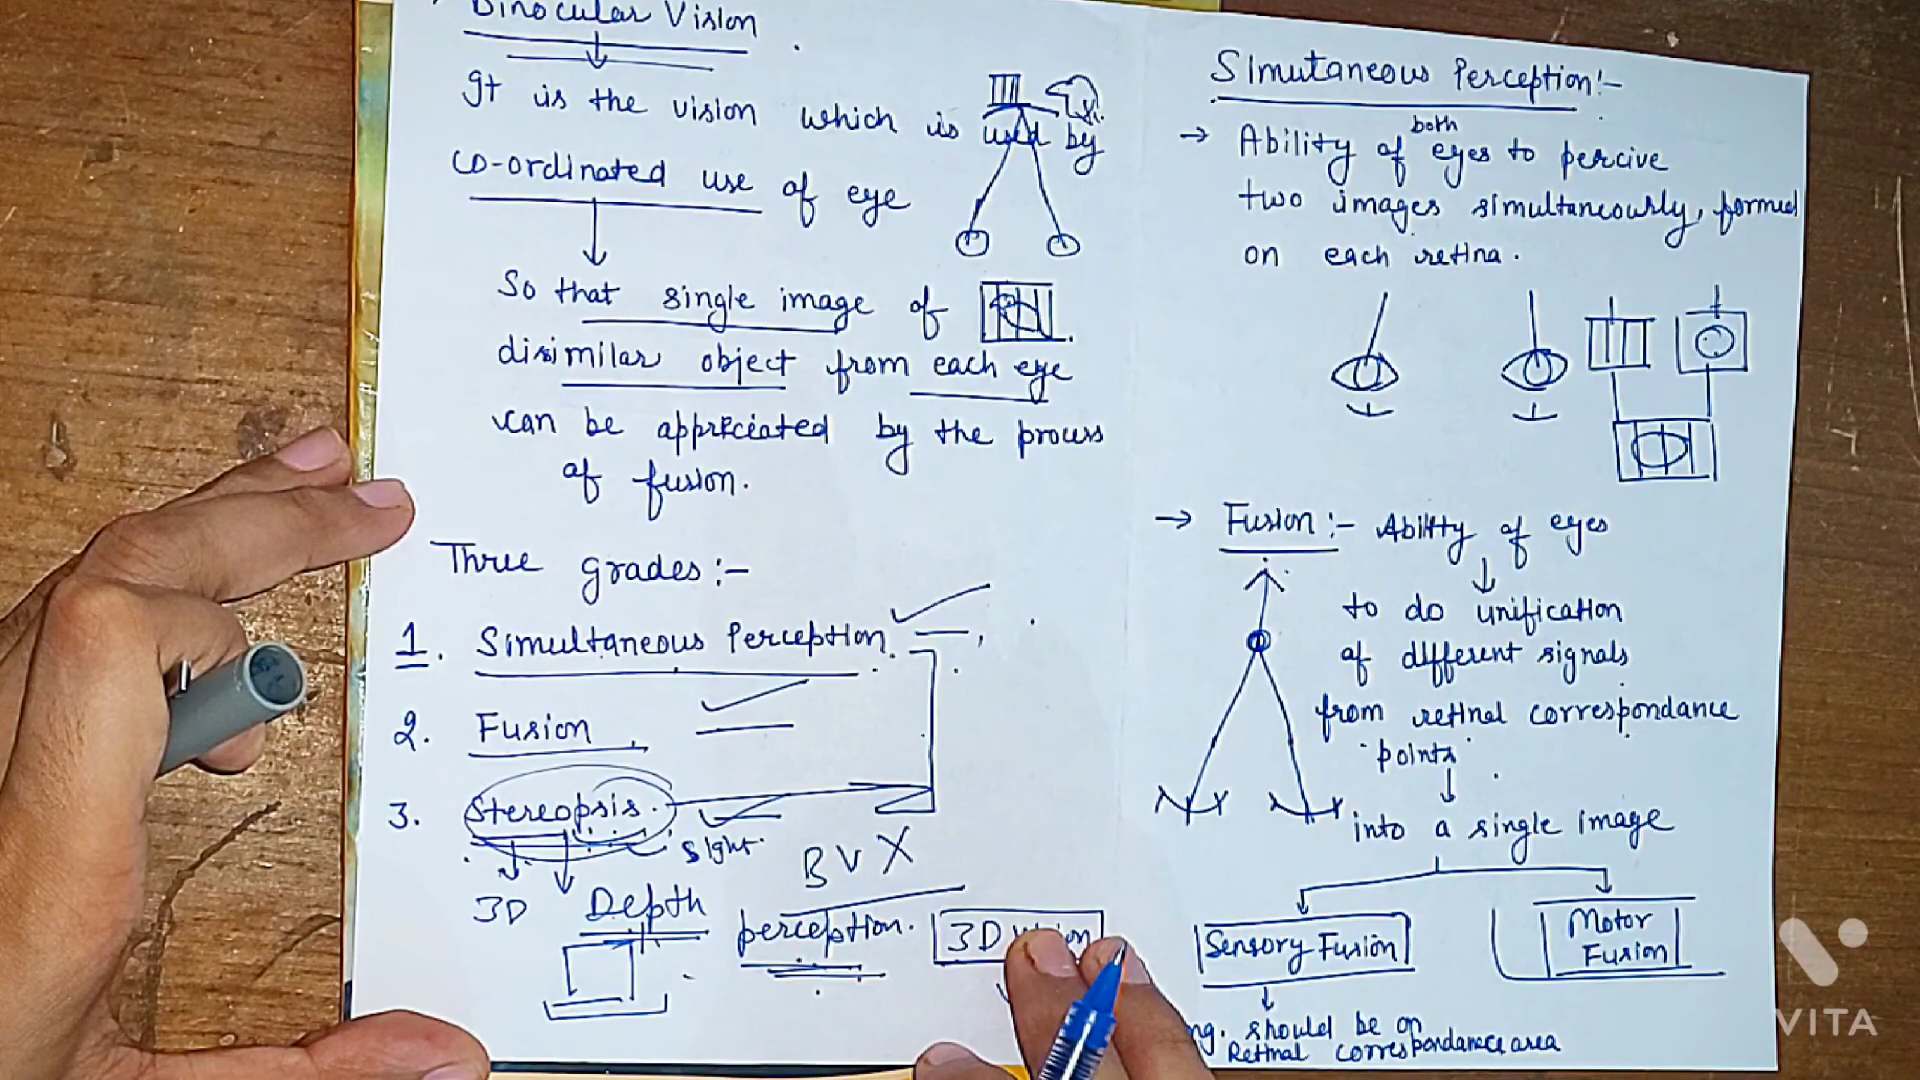 Binocular Vision
It is the vision which is used by
co-ordinated use of eye
So that single image of
disimilar object from each eye
can be appreciated by the process
of fusion.
Three grades:-
1. Simultaneous Perception
2. Fusion
3. Stereopsis.
Sight.
B V X
3D Depth perception. 3D Vision
Simutaneous Perception:-
→ Ability of both eyes to percive
two images simultaneously, formed
on each retina.
→ Fusion:- Ability of eyes
to do unification
of different signals
from retinal correspondance
points
into a single image
Sensory Fusion
Motor
Fusion
should be on
Retinal correspondance area
VITA